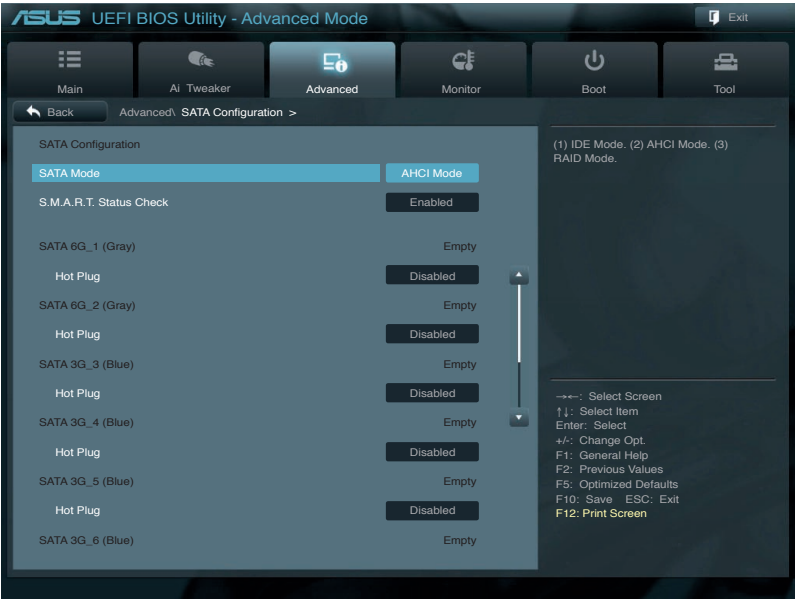 ASUS UEFI BIOS Utility - Advanced Mode
Exit
Main
Ai Tweaker
Advanced
Monitor
Boot
Tool
Back
Advanced\ SATA Configuration >
SATA Configuration
SATA Mode AHCI Mode
S.M.A.R.T. Status Check Enabled
SATA 6G_1 (Gray) Empty
Hot Plug Disabled
SATA 6G_2 (Gray) Empty
Hot Plug Disabled
SATA 3G_3 (Blue) Empty
Hot Plug Disabled
SATA 3G_4 (Blue) Empty
Hot Plug Disabled
SATA 3G_5 (Blue) Empty
Hot Plug Disabled
SATA 3G_6 (Blue) Empty
(1) IDE Mode. (2) AHCI Mode. (3)
RAID Mode.
→←: Select Screen
↑↓: Select Item
Enter: Select
+/-: Change Opt.
F1: General Help
F2: Previous Values
F5: Optimized Defaults
F10: Save ESC: Exit
F12: Print Screen